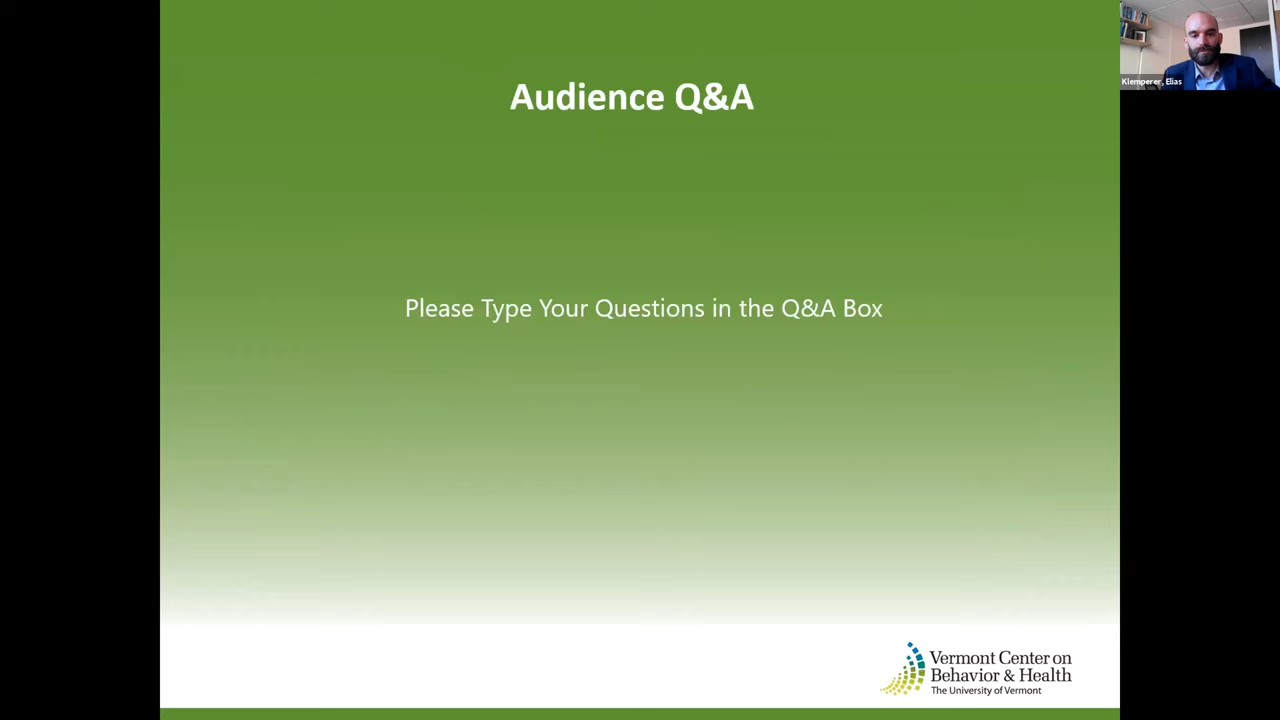 Audience Q&A
Klemperer, Elias
Please Type Your Questions in the Q&A Box
Vermont Center on
Behavior & Health
The University of Vermont